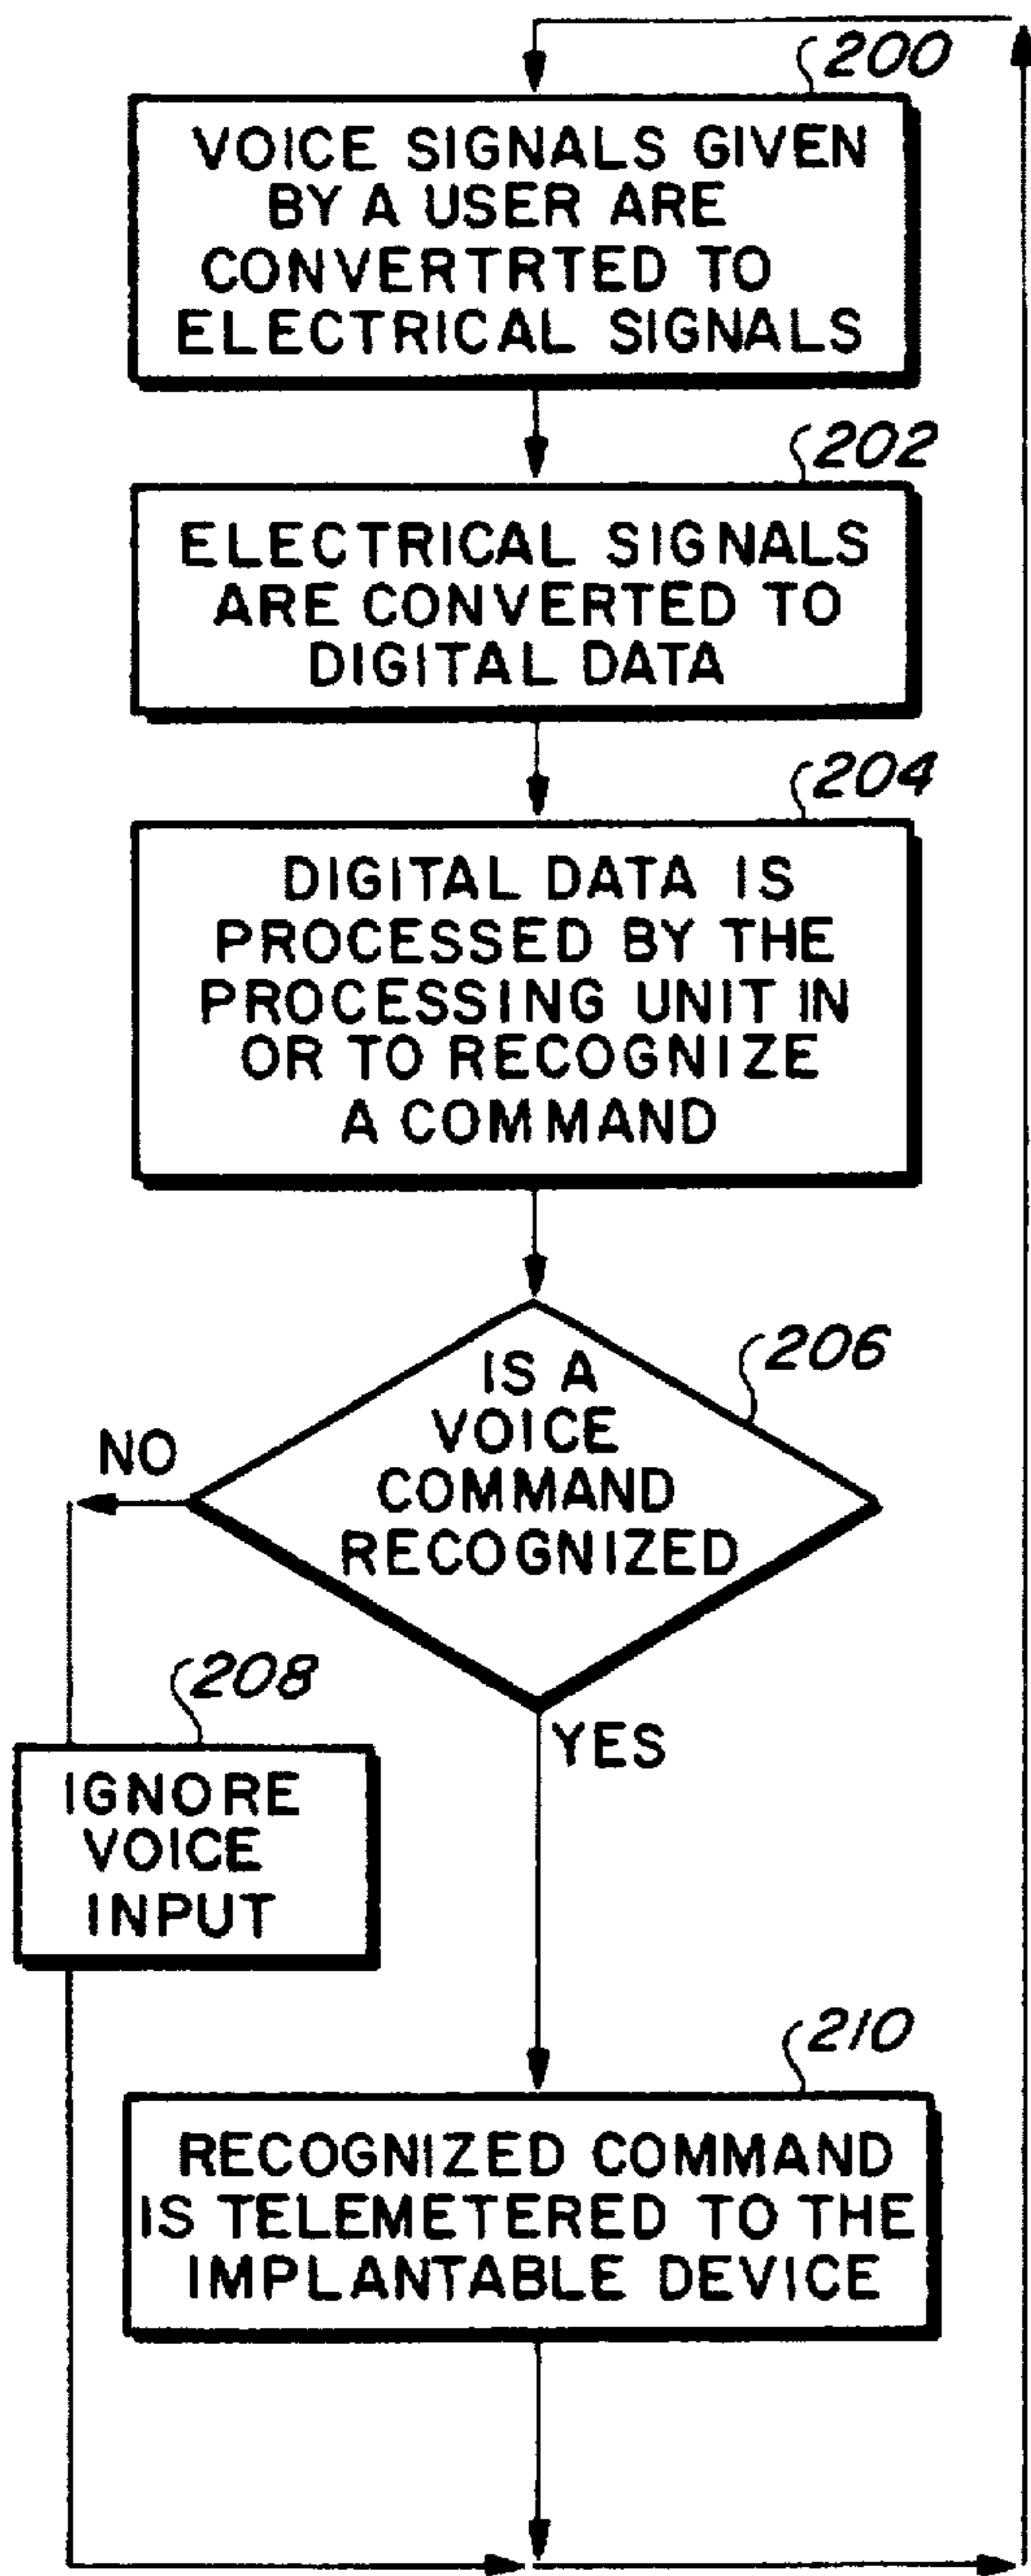 200
VOICE SIGNALS GIVEN
BY A USER ARE
CONVERTRTED TO
ELECTRICAL SIGNALS
202
ELECTRICAL SIGNALS
ARE CONVERTED TO
DIGITAL DATA
204
DIGITAL DATA IS
PROCESSED BY THE
PROCESSING UNIT IN
OR TO RECOGNIZE
A COMMAND
206
IS A
VOICE
COMMAND
RECOGNIZED
NO
YES
208
IGNORE
VOICE
INPUT
210
RECOGNIZED COMMAND
IS TELEMETERED TO THE
IMPLANTABLE DEVICE